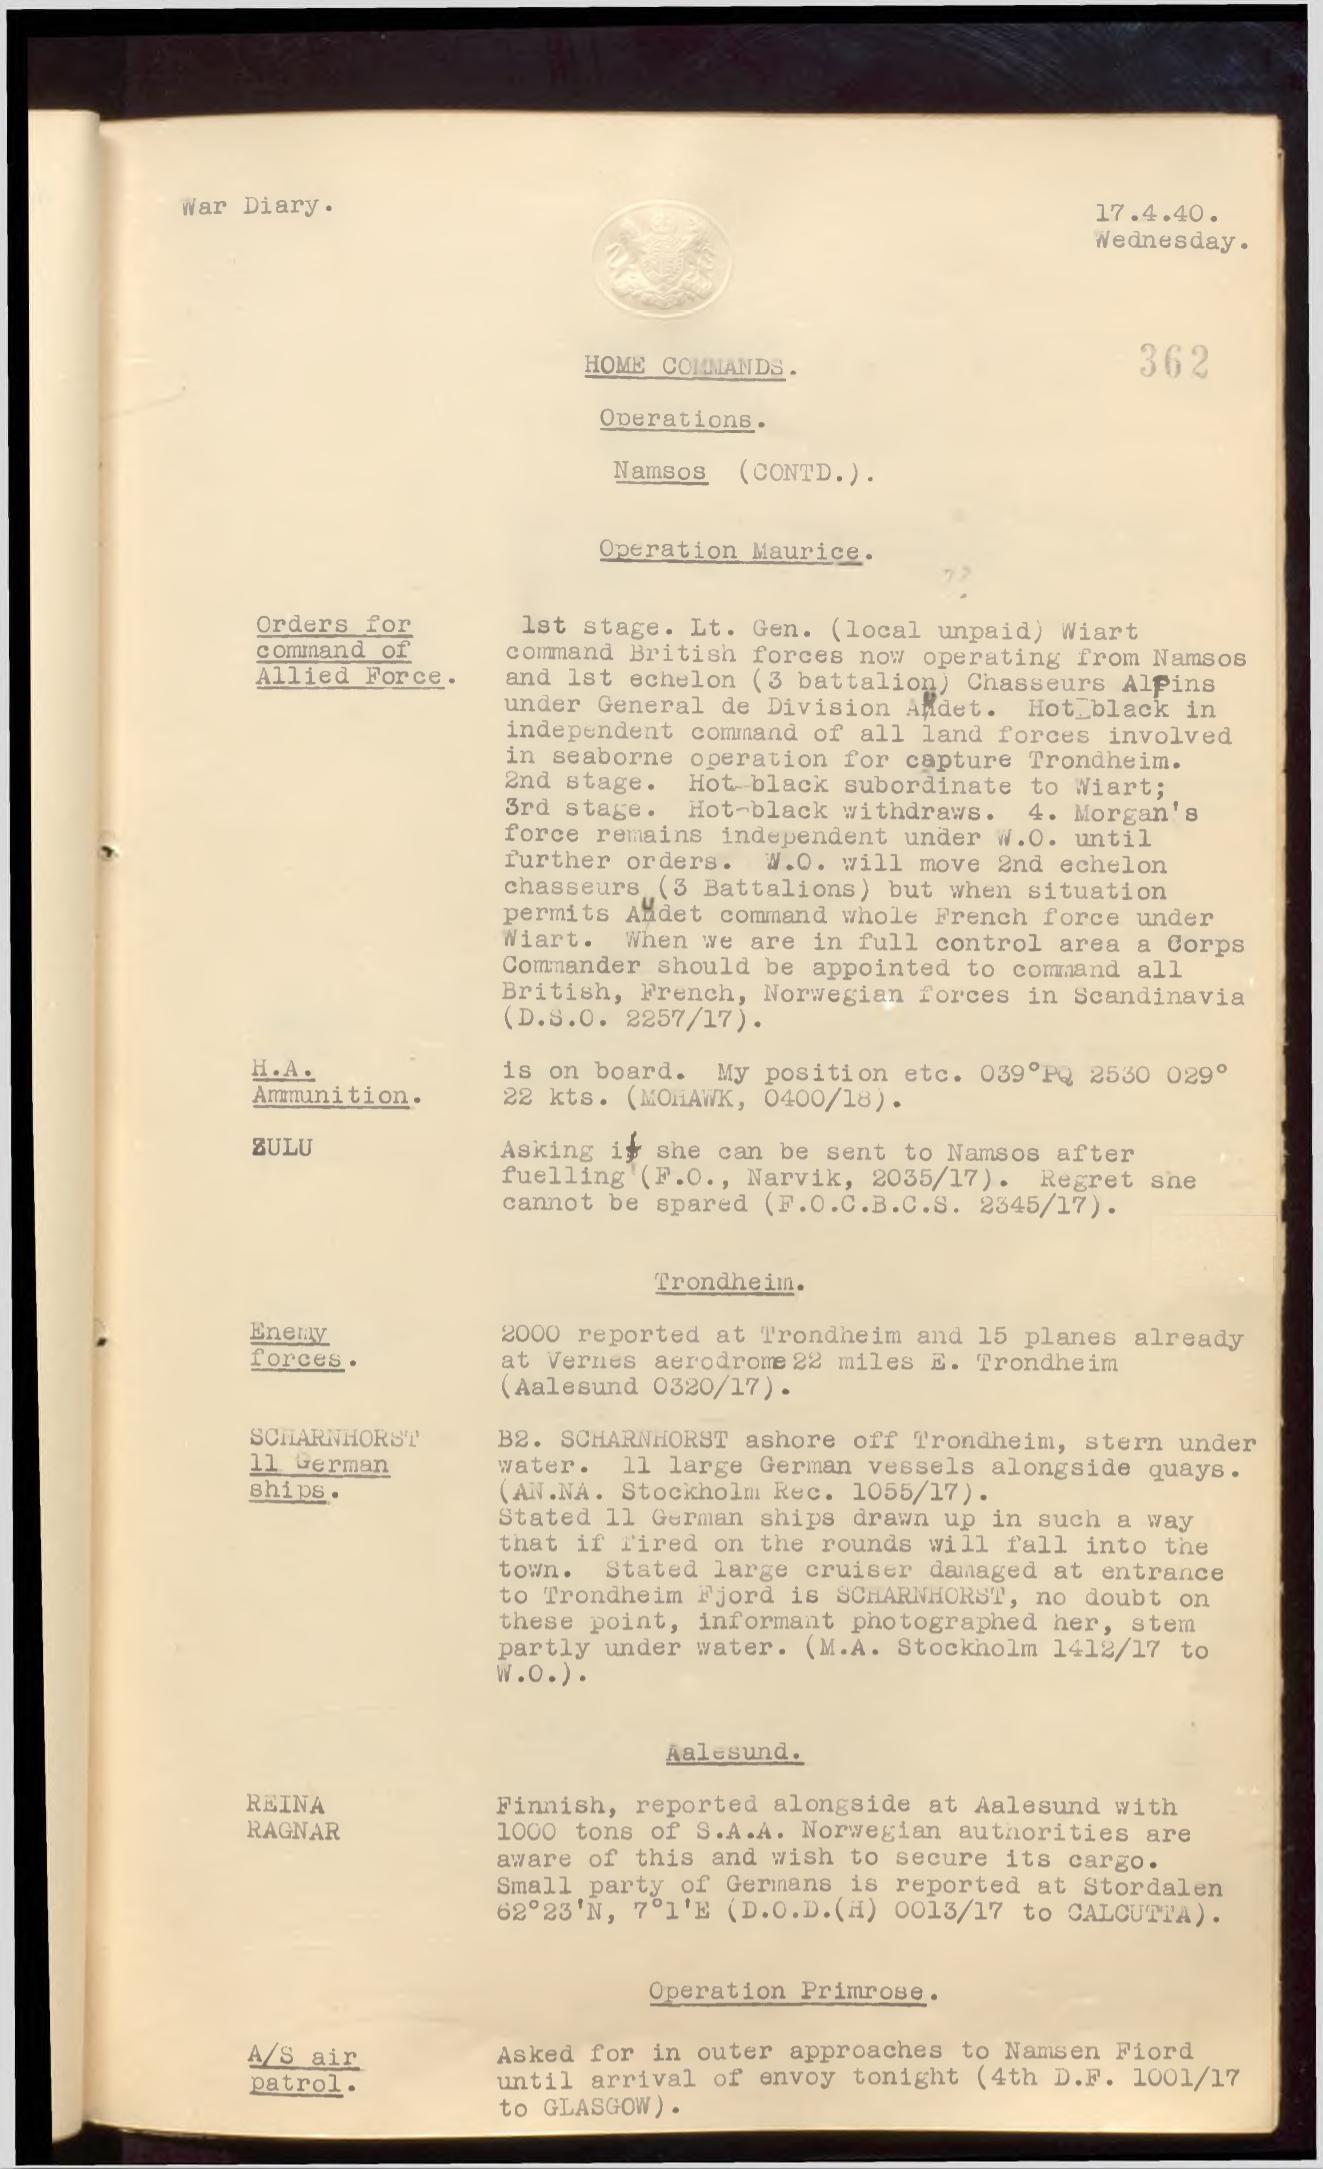 War Diary.
17.4.40.
Wednesday.
362
HOME COMMANDS.
Operations.
Namsos (CONTD.).
Operation Maurice.
??
Orders for
command of
Allied Force.
1st stage. Lt. Gen. (local unpaid) Wiart
command British forces now operating from Namsos
and 1st echelon (3 battalion) Chasseurs Alpins
under General de Division Audet. Hot-black in
independent command of all land forces involved
in seaborne operation for capture Trondheim.
2nd stage. Hot-black subordinate to Wiart;
3rd stage. Hot-black withdraws. 4. Morgan's
force remains independent under W.O. until
further orders. W.O. will move 2nd echelon
chasseurs (3 Battalions) but when situation
permits Audet command whole French force under
Wiart. When we are in full control area a Corps
Commander should be appointed to command all
British, French, Norwegian forces in Scandinavia
(D.S.O. 2257/17).
H.A.
Ammunition.
is on board. My position etc. 039°PQ 2530 029°
22 kts. (MOHAWK, 0400/18).
ZULU
Asking if she can be sent to Namsos after
fuelling (F.O., Narvik, 2035/17). Regret she
cannot be spared (F.O.C.B.C.S. 2345/17).
Trondheim.
Enemy
forces.
2000 reported at Trondheim and 15 planes already
at Vernes aerodrome 22 miles E. Trondheim
(Aalesund 0320/17).
SCHARNHORST
11 German
ships.
B2. SCHARNHORST ashore off Trondheim, stern under
water. 11 large German vessels alongside quays.
(AN.NA. Stockholm Rec. 1055/17).
Stated 11 German ships drawn up in such a way
that if fired on the rounds will fall into the
town. Stated large cruiser damaged at entrance
to Trondheim Fjord is SCHARNHORST, no doubt on
these point, informant photographed her, stem
partly under water. (M.A. Stockholm 1412/17 to
W.O.).
Aalesund.
REINA
RAGNAR
Finnish, reported alongside at Aalesund with
1000 tons of S.A.A. Norwegian authorities are
aware of this and wish to secure its cargo.
Small party of Germans is reported at Stordalen
62°23'N, 7°1'E (D.O.D.(H) 0013/17 to CALCUTTA).
Operation Primrose.
A/S air
patrol.
Asked for in outer approaches to Namsen Fiord
until arrival of envoy tonight (4th D.F. 1001/17
to GLASGOW).